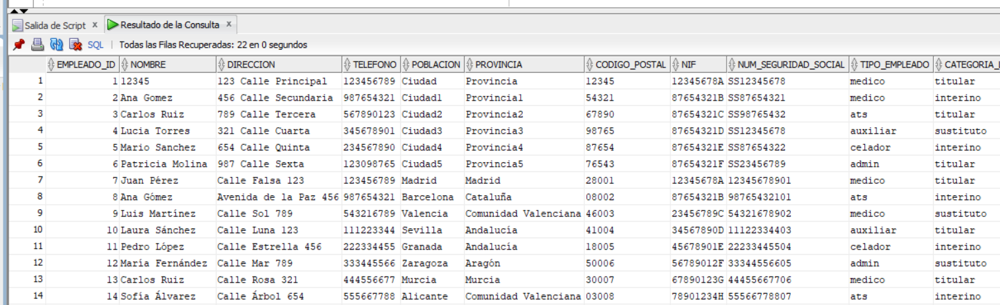 Salida de Script x Resultado de la Consulta x
SQL | Todas las Filas Recuperadas: 22 en 0 segundos
EMPLEADO_ID NOMBRE DIRECCION TELEFONO POBLACION PROVINCIA CODIGO_POSTAL NIF NUM_SEGURIDAD_SOCIAL TIPO_EMPLEADO CATEGORIA_
1 1 12345 123 Calle Principal 123456789 Ciudad Provincia 12345 12345678A SS12345678 medico titular
2 2 Ana Gomez 456 Calle Secundaria 987654321 Ciudad1 Provincia1 54321 87654321B SS87654321 medico interino
3 3 Carlos Ruiz 789 Calle Tercera 567890123 Ciudad2 Provincia2 67890 87654321C SS98765432 ats titular
4 4 Lucia Torres 321 Calle Cuarta 345678901 Ciudad3 Provincia3 98765 87654321D SS12345678 auxiliar sustituto
5 5 Mario Sanchez 654 Calle Quinta 234567890 Ciudad4 Provincia4 87654 87654321E SS87654322 celador interino
6 6 Patricia Molina 987 Calle Sexta 123098765 Ciudad5 Provincia5 76543 87654321F SS23456789 admin titular
7 7 Juan Pérez Calle Falsa 123 123456789 Madrid Madrid 28001 12345678A 12345678901 medico titular
8 8 Ana Gómez Avenida de la Paz 456 987654321 Barcelona Cataluña 08002 87654321B 98765432101 ats interino
9 9 Luis Martínez Calle Sol 789 543216789 Valencia Comunidad Valenciana 46003 23456789C 54321678902 medico sustituto
10 10 Laura Sánchez Calle Luna 123 111223344 Sevilla Andalucía 41004 34567890D 11122334403 auxiliar titular
11 11 Pedro López Calle Estrella 456 222334455 Granada Andalucía 18005 45678901E 22233445504 celador interino
12 12 María Fernández Calle Mar 789 333445566 Zaragoza Aragón 50006 56789012F 33344556605 admin sustituto
13 13 Carlos Ruiz Calle Rosa 321 444556677 Murcia Murcia 30007 67890123G 44455667706 medico titular
14 14 Sofía Álvarez Calle Árbol 654 555667788 Alicante Comunidad Valenciana 03008 78901234H 55566778807 ats interino